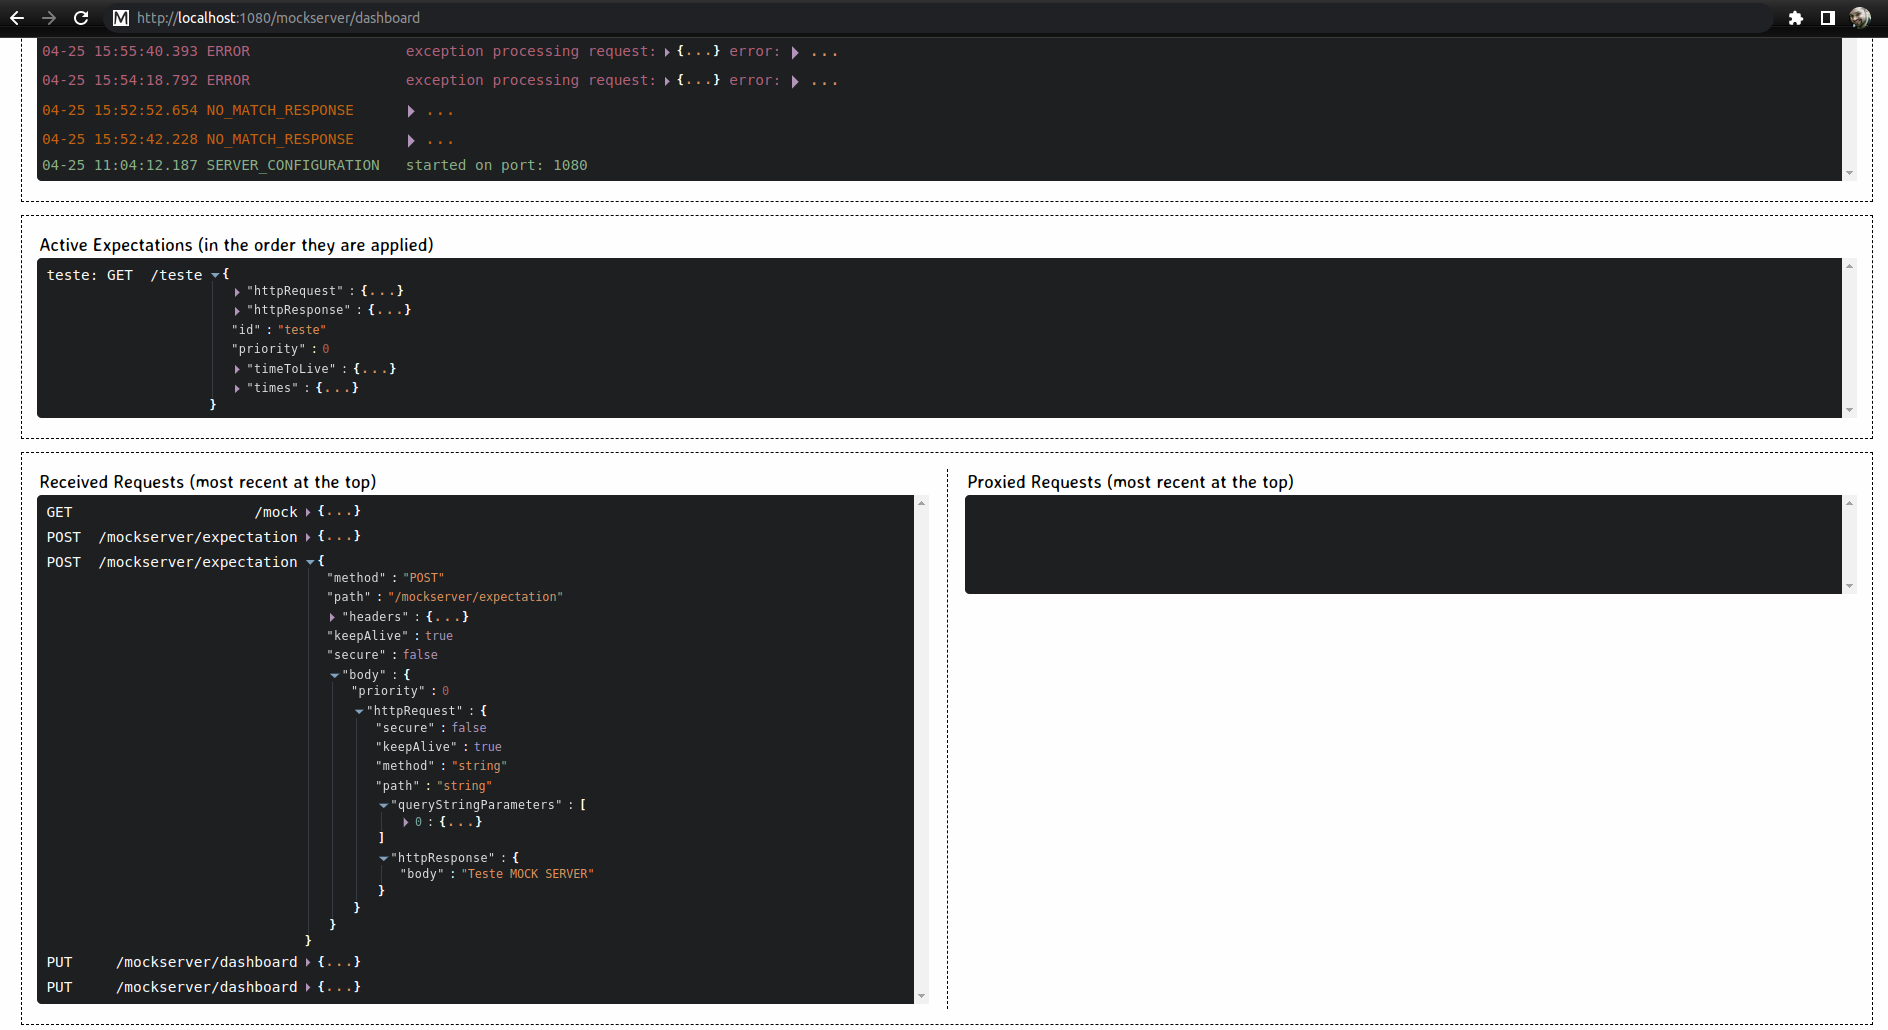 http://localhost:1080/mockserver/dashboard
04-25 15:55:40.393 ERROR exception processing request: {...} error: ...
04-25 15:54:18.792 ERROR exception processing request: {...} error: ...
04-25 15:52:52.654 NO_MATCH_RESPONSE ...
04-25 15:52:42.228 NO_MATCH_RESPONSE ...
04-25 11:04:12.187 SERVER_CONFIGURATION started on port: 1080
Active Expectations (in the order they are applied)
teste: GET /teste {
"httpRequest" : {...}
"httpResponse" : {...}
"id" : "teste"
"priority" : 0
"timeToLive" : {...}
"times" : {...}
}
Received Requests (most recent at the top)
GET /mock {...}
POST /mockserver/expectation {...}
POST /mockserver/expectation {
"method" : "POST"
"path" : "/mockserver/expectation"
"headers" : {...}
"keepAlive" : true
"secure" : false
"body" : {
"priority" : 0
"httpRequest" : {
"secure" : false
"keepAlive" : true
"method" : "string"
"path" : "string"
"queryStringParameters" : [
0 : {...}
]
"httpResponse" : {
"body" : "Teste MOCK SERVER"
}
}
}
}
PUT /mockserver/dashboard {...}
PUT /mockserver/dashboard {...}
Proxied Requests (most recent at the top)